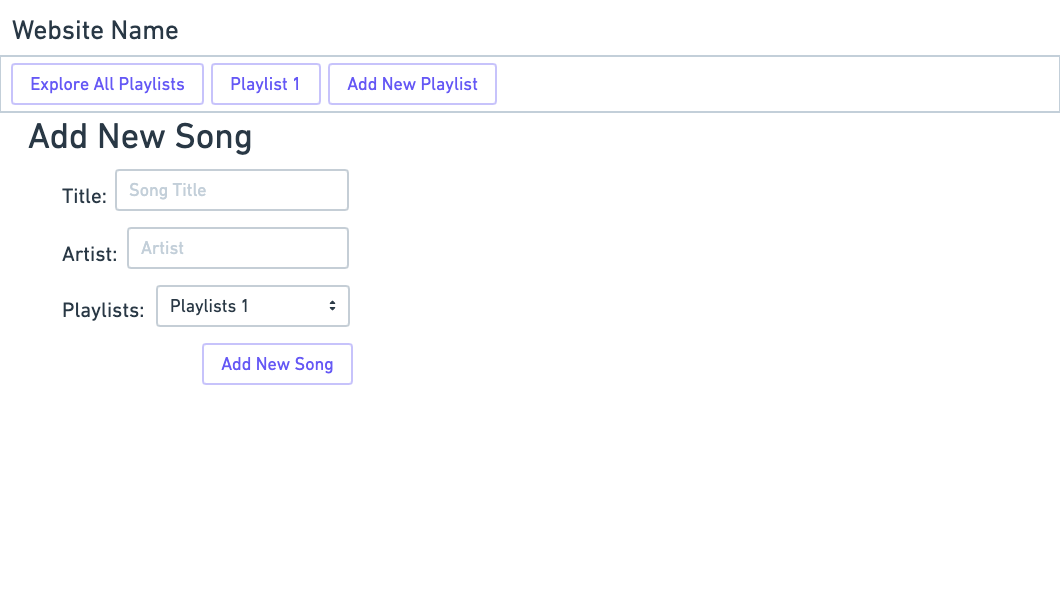 Website Name
Explore All Playlists Playlist 1 Add New Playlist
Add New Song
Title: Song Title
Artist: Artist
Playlists: Playlists 1
Add New Song